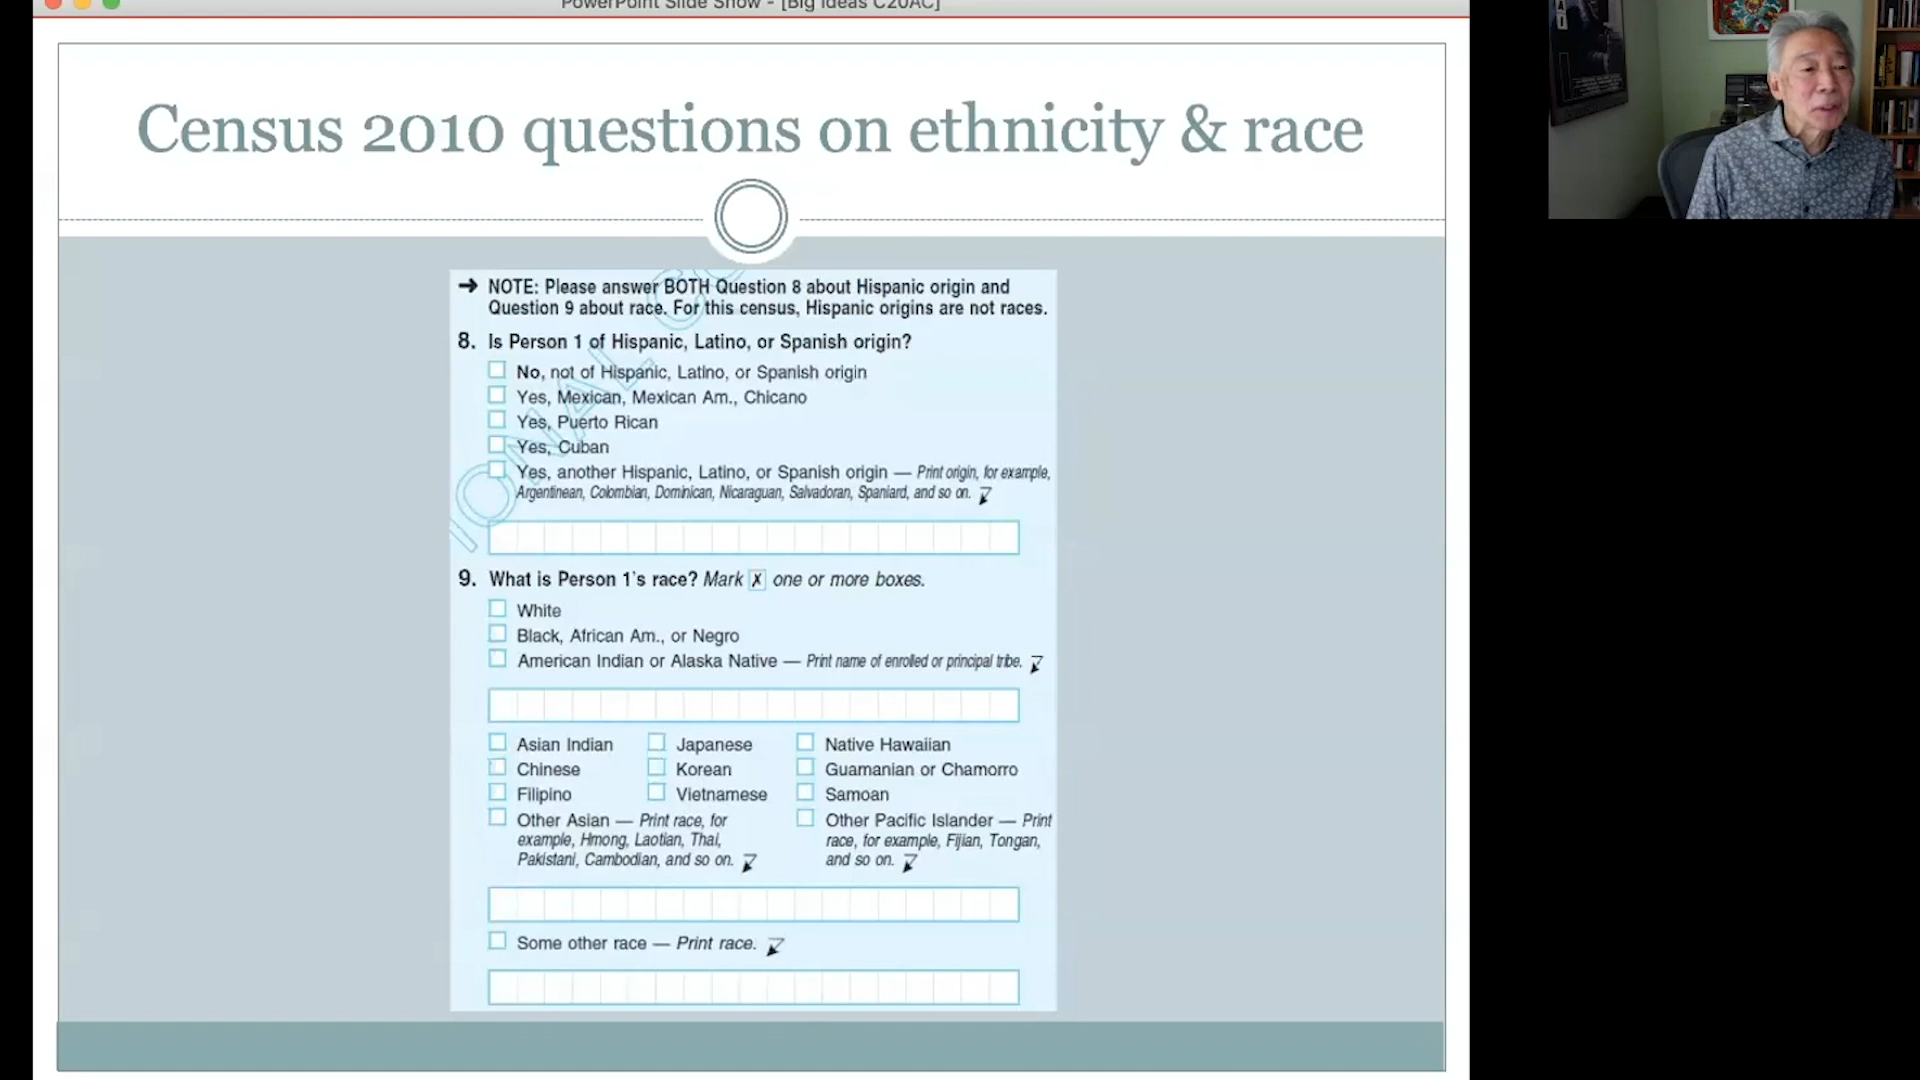 PowerPoint Slide Show - [Big Ideas C20AC]
Census 2010 questions on ethnicity & race
➔ NOTE: Please answer BOTH Question 8 about Hispanic origin and
Question 9 about race. For this census, Hispanic origins are not races.
8. Is Person 1 of Hispanic, Latino, or Spanish origin?
No, not of Hispanic, Latino, or Spanish origin
Yes, Mexican, Mexican Am., Chicano
Yes, Puerto Rican
Yes, Cuban
Yes, another Hispanic, Latino, or Spanish origin — Print origin, for example,
Argentinean, Colombian, Dominican, Nicaraguan, Salvadoran, Spaniard, and so on.
9. What is Person 1's race? Mark X one or more boxes.
White
Black, African Am., or Negro
American Indian or Alaska Native — Print name of enrolled or principal tribe.
Asian Indian Japanese Native Hawaiian
Chinese Korean Guamanian or Chamorro
Filipino Vietnamese Samoan
Other Asian — Print race, for
example, Hmong, Laotian, Thai,
Pakistani, Cambodian, and so on.
Other Pacific Islander — Print
race, for example, Fijian, Tongan,
and so on.
Some other race — Print race.